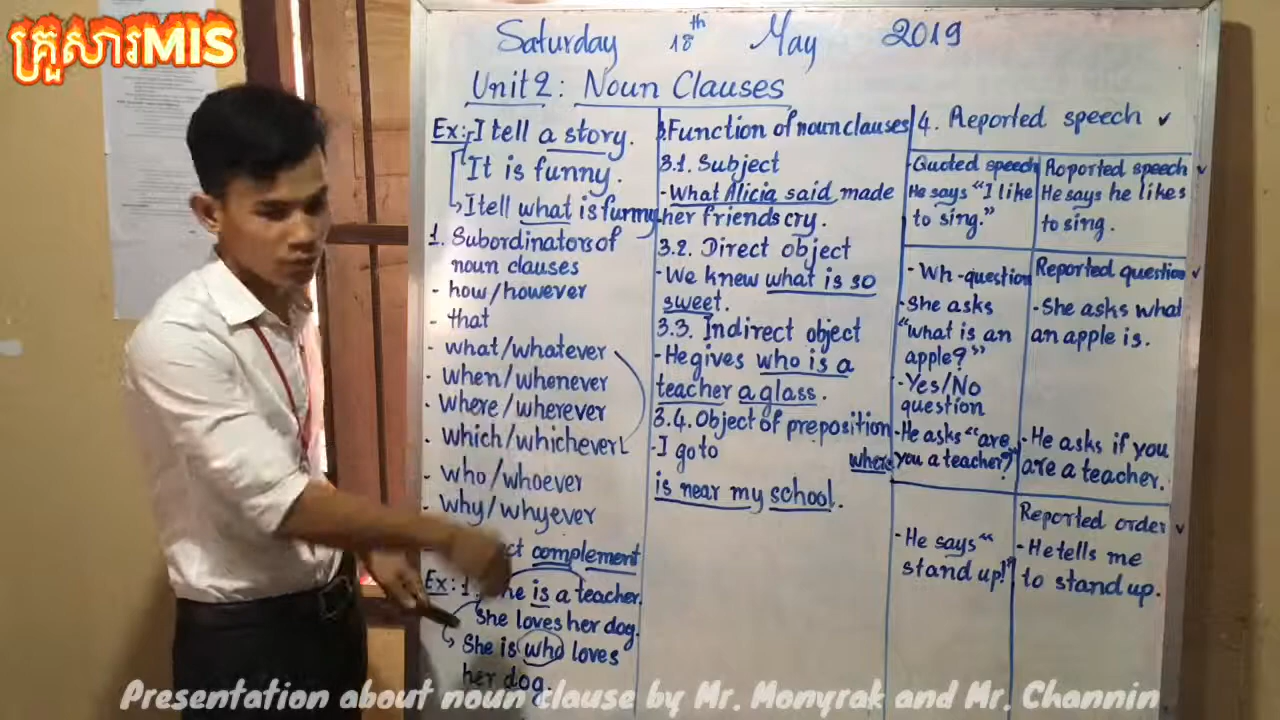 គ្រួសារMIS
Saturday 18th May 2019
Unit 2: Noun Clauses
Ex: I tell a story.
It is funny.
I tell what is funny.
1. Subordinators of
noun clauses
- how/however
- that
- what/whatever
- when/whenever
- where/wherever
- which/whichever
- who/whoever
- why/whyever
complement
Ex: 1. She is a teacher.
She loves her dog.
She is who loves
her dog.
3.Function of noun clauses
3.1. Subject
- What Alicia said made
her friends cry.
3.2. Direct object
- We knew what is so
sweet.
3.3. Indirect object
- He gives who is a
teacher a glass.
3.4. Object of preposition
- I go to where
is near my school.
4. Reported speech ✓
Quoted speech
He says “I like
to sing.”
Roported speech ✓
He says he likes
to sing.
- Wh-question
- She asks
“what is an
apple?”
- Yes/No
question
- He asks “are
you a teacher?”
Reported question ✓
- She asks what
an apple is.
- He asks if you
are a teacher.
- He says “
stand up!”
Reported order ✓
- He tells me
to stand up.
Presentation about noun clause by Mr. Monyrak and Mr. Channin